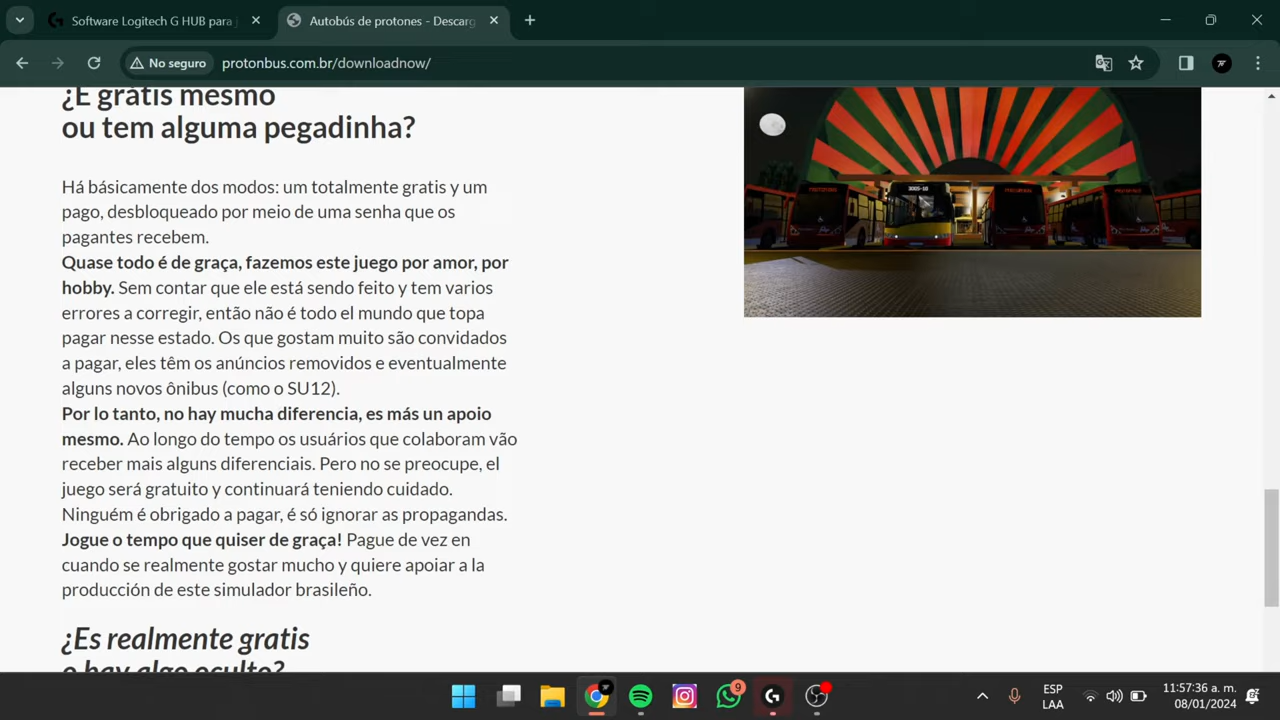 Software Logitech G HUB para
Autobús de protones - Descarg
No seguro
protonbus.com.br/downloadnow/
¿É grátis mesmo
ou tem alguma pegadinha?
Há básicamente dos modos: um totalmente gratis y um
pago, desbloqueado por meio de uma senha que os
pagantes recebem.
Quase todo é de graça, fazemos este juego por amor, por
hobby. Sem contar que ele está sendo feito y tem varios
errores a corregir, então não é todo el mundo que topa
pagar nesse estado. Os que gostam muito são convidados
a pagar, eles têm os anúncios removidos e eventualmente
alguns novos ônibus (como o SU12).
Por lo tanto, no hay mucha diferencia, es más un apoio
mesmo. Ao longo do tempo os usuários que colaboram vão
receber mais alguns diferenciais. Pero no se preocupe, el
juego será gratuito y continuará teniendo cuidado.
Ninguém é obrigado a pagar, é só ignorar as propagandas.
Jogue o tempo que quiser de graça! Pague de vez en
cuando se realmente gostar mucho y quiere apoiar a la
producción de este simulador brasileño.
¿Es realmente gratis
o hay algo oculto?
9
ESP
LAA
11:57:36 a. m.
08/01/2024